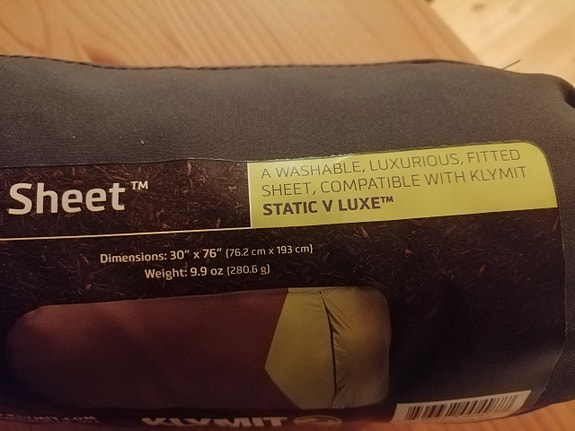 Sheet™
A WASHABLE, LUXURIOUS, FITTED
SHEET, COMPATIBLE WITH KLYMIT
STATIC V LUXE™
Dimensions: 30" x 76" (76.2 cm x 193 cm)
Weight: 9.9 oz (280.6 g)
KLYMIT